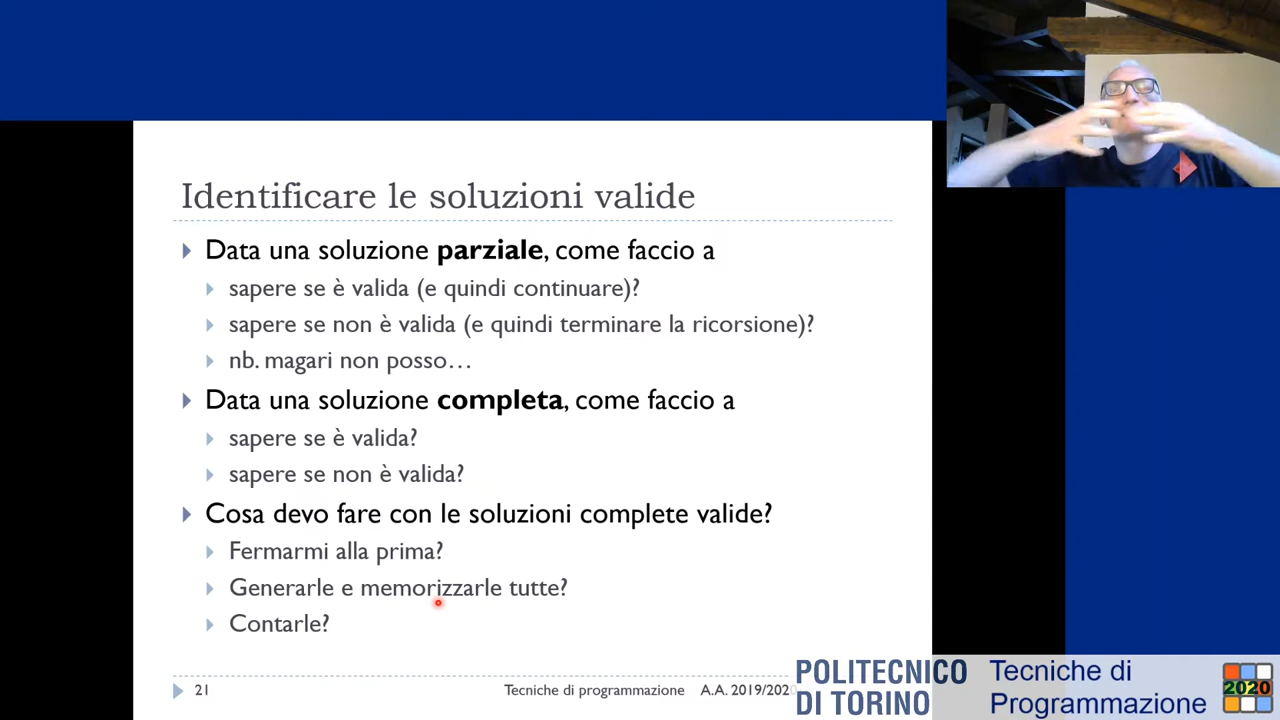 Identificare le soluzioni valide
Data una soluzione parziale, come faccio a
sapere se è valida (e quindi continuare)?
sapere se non è valida (e quindi terminare la ricorsione)?
nb. magari non posso…
Data una soluzione completa, come faccio a
sapere se è valida?
sapere se non è valida?
Cosa devo fare con le soluzioni complete valide?
Fermarmi alla prima?
Generarle e memorizzarle tutte?
Contarle?
21
Tecniche di programmazione A.A. 2019/2020
POLITECNICO
DI TORINO
Tecniche di
Programmazione
2020